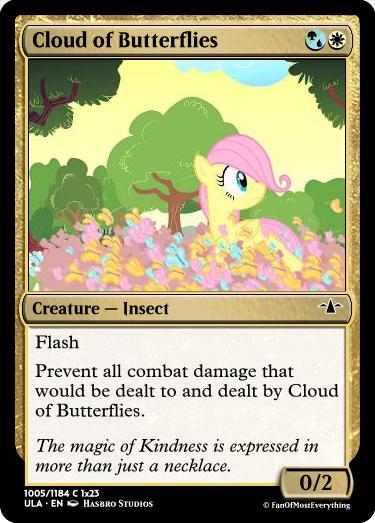 Cloud of Butterflies
Creature — Insect
Flash
Prevent all combat damage that
would be dealt to and dealt by Cloud
of Butterflies.
The magic of Kindness is expressed in
more than just a necklace.
0/2
1005/1184 C 1x23
ULA • EN Hasbro Studios
© FanOfMostEverything